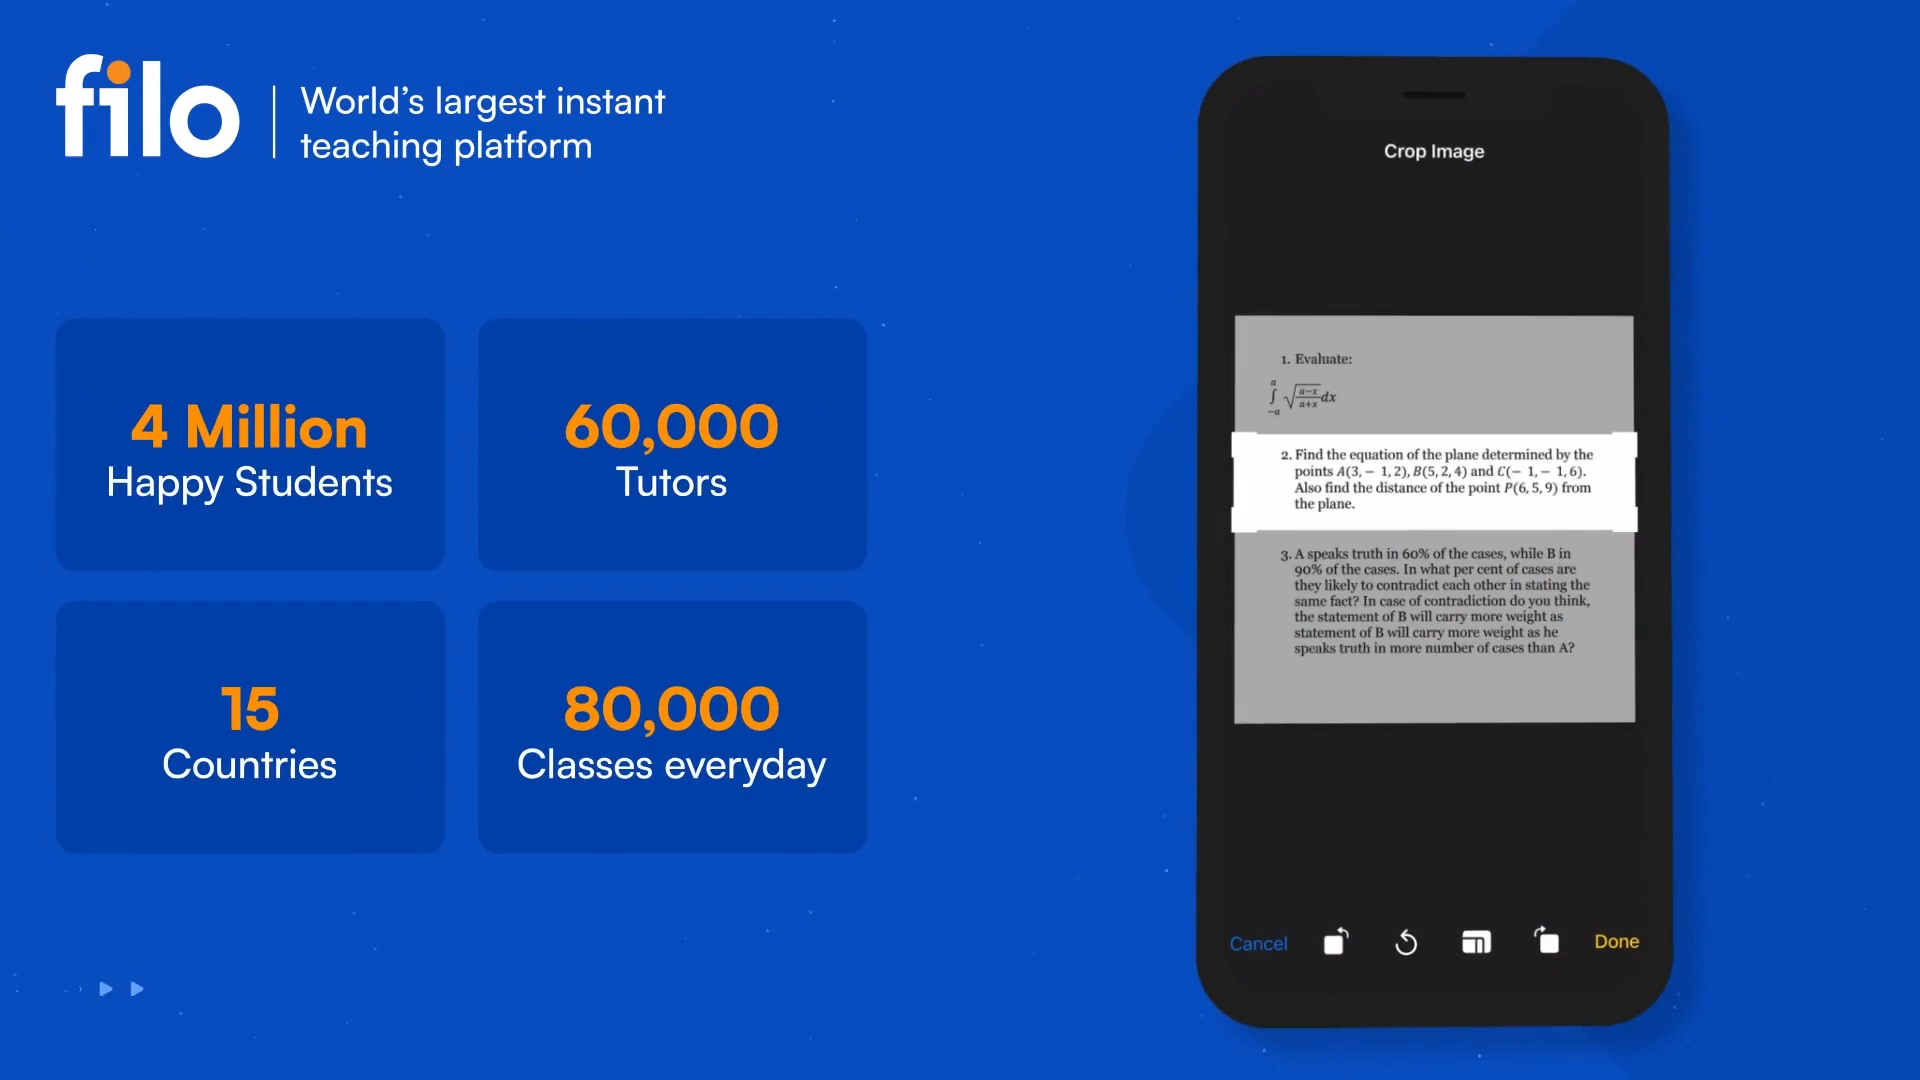 filo
World's largest instant
teaching platform
4 Million
Happy Students
60,000
Tutors
15
Countries
80,000
Classes everyday
Crop Image
1. Evaluate:
a
∫ √(a−x / a+x) dx
−a
2. Find the equation of the plane determined by the
points A(3, − 1, 2), B(5, 2, 4) and C(− 1, − 1, 6).
Also find the distance of the point P(6, 5, 9) from
the plane.
3. A speaks truth in 60% of the cases, while B in
90% of the cases. In what per cent of cases are
they likely to contradict each other in stating the
same fact? In case of contradiction do you think,
the statement of B will carry more weight as
statement of B will carry more weight as he
speaks truth in more number of cases than A?
Cancel
Done